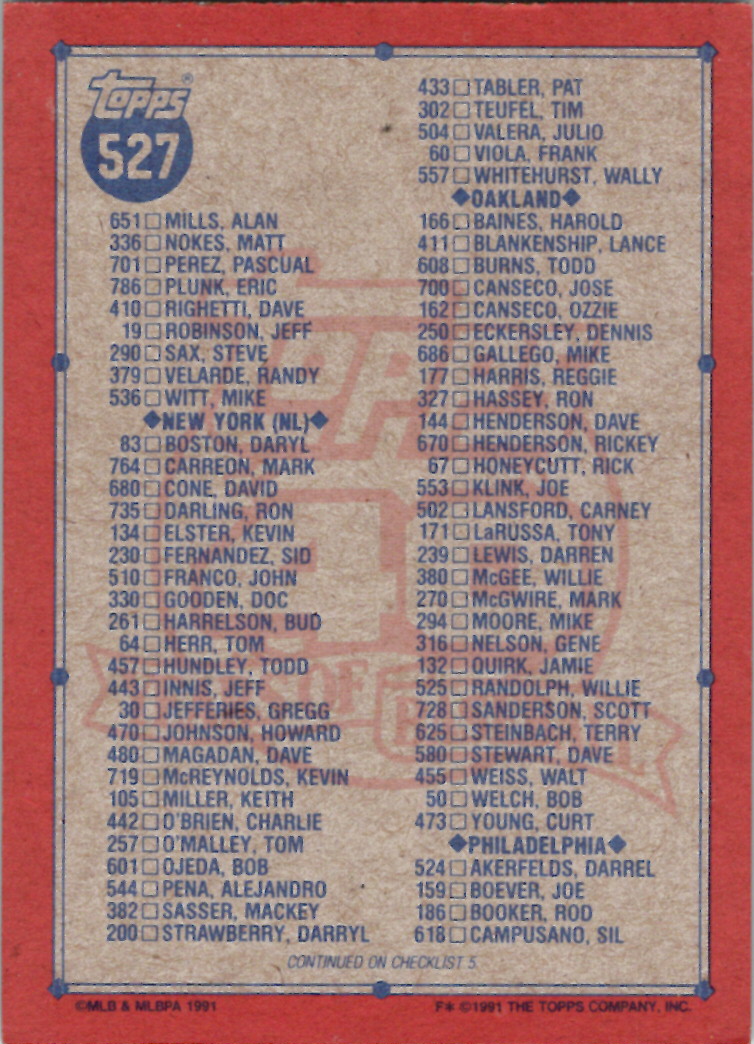 Topps®
527
651□MILLS, ALAN
336□NOKES, MATT
701□PEREZ, PASCUAL
786□PLUNK, ERIC
410□RIGHETTI, DAVE
19□ROBINSON, JEFF
290□SAX, STEVE
379□VELARDE, RANDY
536□WITT, MIKE
◆NEW YORK (NL)◆
83□BOSTON, DARYL
764□CARREON, MARK
680□CONE, DAVID
735□DARLING, RON
134□ELSTER, KEVIN
230□FERNANDEZ, SID
510□FRANCO, JOHN
330□GOODEN, DOC
261□HARRELSON, BUD
64□HERR, TOM
457□HUNDLEY, TODD
443□INNIS, JEFF
30□JEFFERIES, GREGG
470□JOHNSON, HOWARD
480□MAGADAN, DAVE
719□McREYNOLDS, KEVIN
105□MILLER, KEITH
442□O'BRIEN, CHARLIE
257□O'MALLEY, TOM
601□OJEDA, BOB
544□PENA, ALEJANDRO
382□SASSER, MACKEY
200□STRAWBERRY, DARRYL
433□TABLER, PAT
302□TEUFEL, TIM
504□VALERA, JULIO
60□VIOLA, FRANK
557□WHITEHURST, WALLY
◆OAKLAND◆
166□BAINES, HAROLD
411□BLANKENSHIP, LANCE
608□BURNS, TODD
700□CANSECO, JOSE
162□CANSECO, OZZIE
250□ECKERSLEY, DENNIS
686□GALLEGO, MIKE
177□HARRIS, REGGIE
327□HASSEY, RON
144□HENDERSON, DAVE
670□HENDERSON, RICKEY
67□HONEYCUTT, RICK
553□KLINK, JOE
502□LANSFORD, CARNEY
171□LaRUSSA, TONY
239□LEWIS, DARREN
380□McGEE, WILLIE
270□McGWIRE, MARK
294□MOORE, MIKE
316□NELSON, GENE
132□QUIRK, JAMIE
525□RANDOLPH, WILLIE
728□SANDERSON, SCOTT
625□STEINBACH, TERRY
580□STEWART, DAVE
455□WEISS, WALT
50□WELCH, BOB
473□YOUNG, CURT
◆PHILADELPHIA◆
524□AKERFELDS, DARREL
159□BOEVER, JOE
186□BOOKER, ROD
618□CAMPUSANO, SIL
CONTINUED ON CHECKLIST 5.
©MLB & MLBPA 1991
F* ©1991 THE TOPPS COMPANY, INC.
Topps
40
OF